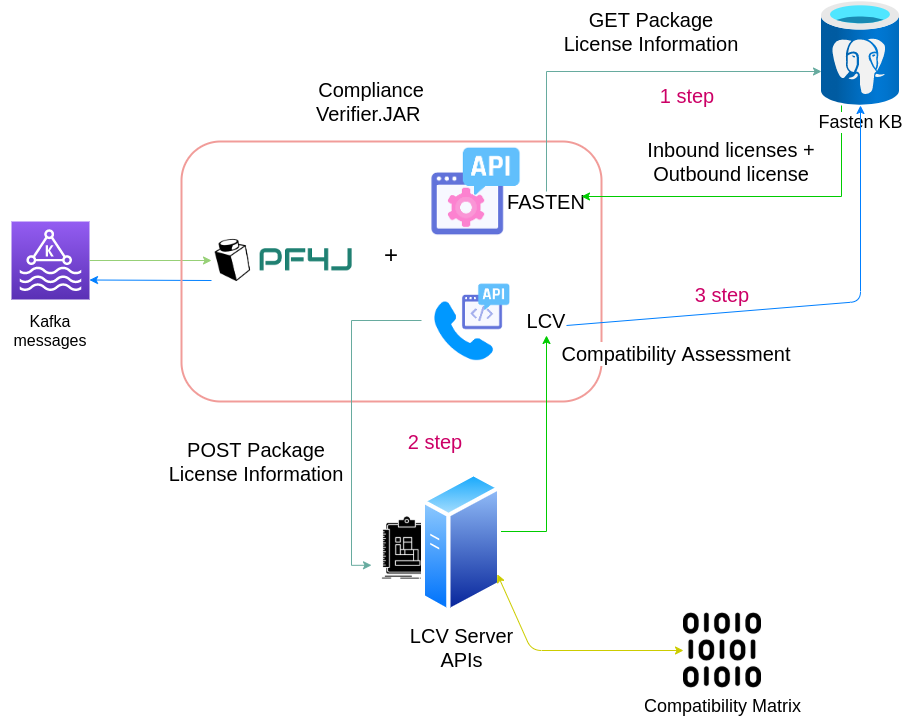 GET Package
License Information
1 step
Fasten KB
Compliance
Verifier.JAR
Inbound licenses +
Outbound license
API
FASTEN
K
PF4J
+
Kafka
messages
API
</>
LCV
3 step
Compatibility Assessment
2 step
POST Package
License Information
LCV Server
APIs
01010
10101
01010
Compatibility Matrix